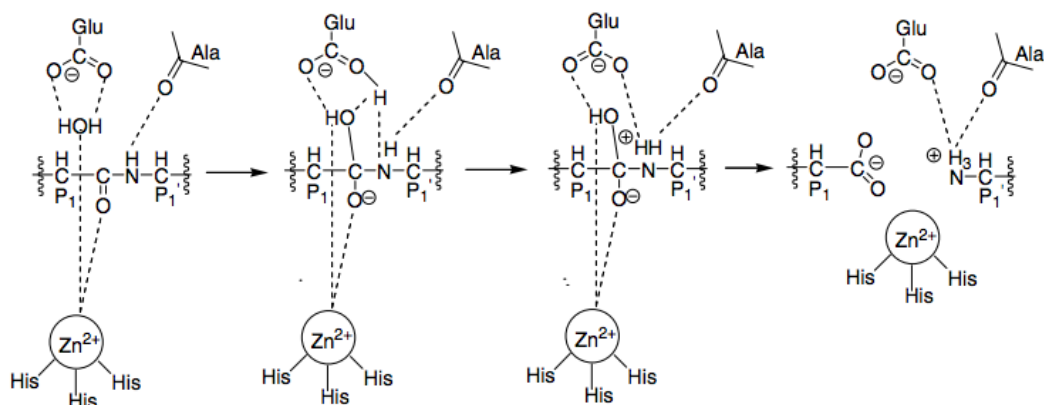 Glu
C
O ⊖ O
Ala
O
HOH
H H H
C–C–N–C
P1 P1'
O
Zn2+
His His His
Glu
C
O ⊖ O
H
Ala
O
HO
H
H H H
C–C–N–C
P1 P1'
O⊖
Zn2+
His His His
Glu
C
O ⊖ O
Ala
O
HO
H ⊕ HH H
C–C–N–C
P1 P1'
O⊖
Zn2+
His His His
Glu
C
O⊖ O
Ala
O
H O
C–C ⊖
P1 O
⊕ H3 H
N–C
P1'
Zn2+
His His His